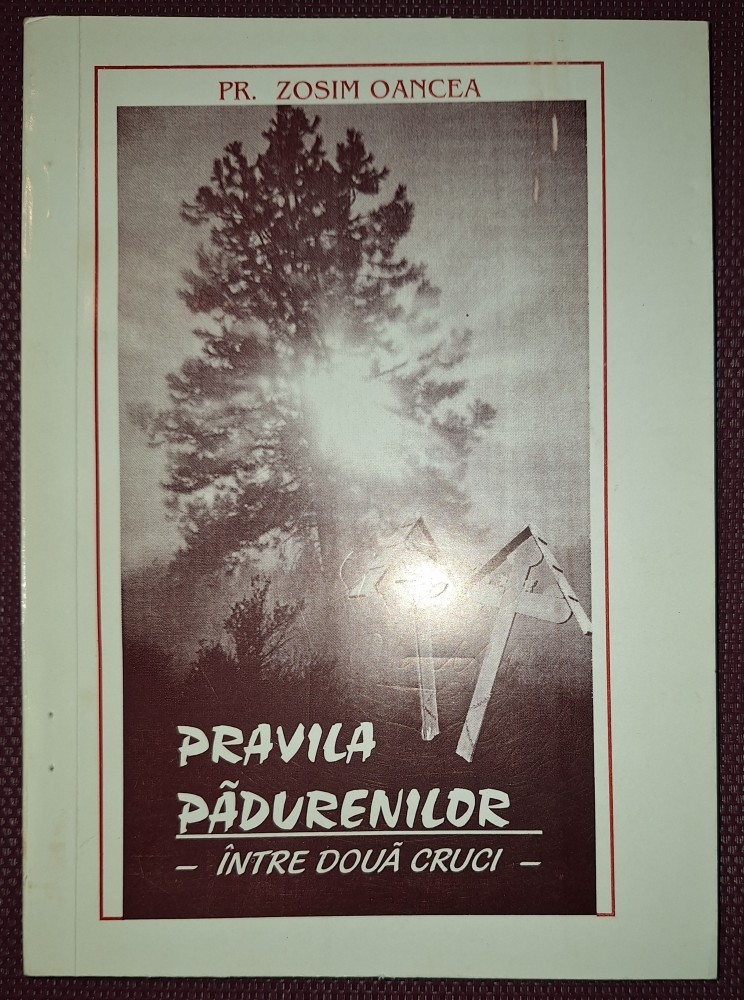 PR. ZOSIM OANCEA
PRAVILA
PÃDURENILOR
– ÎNTRE DOUÃ CRUCI –